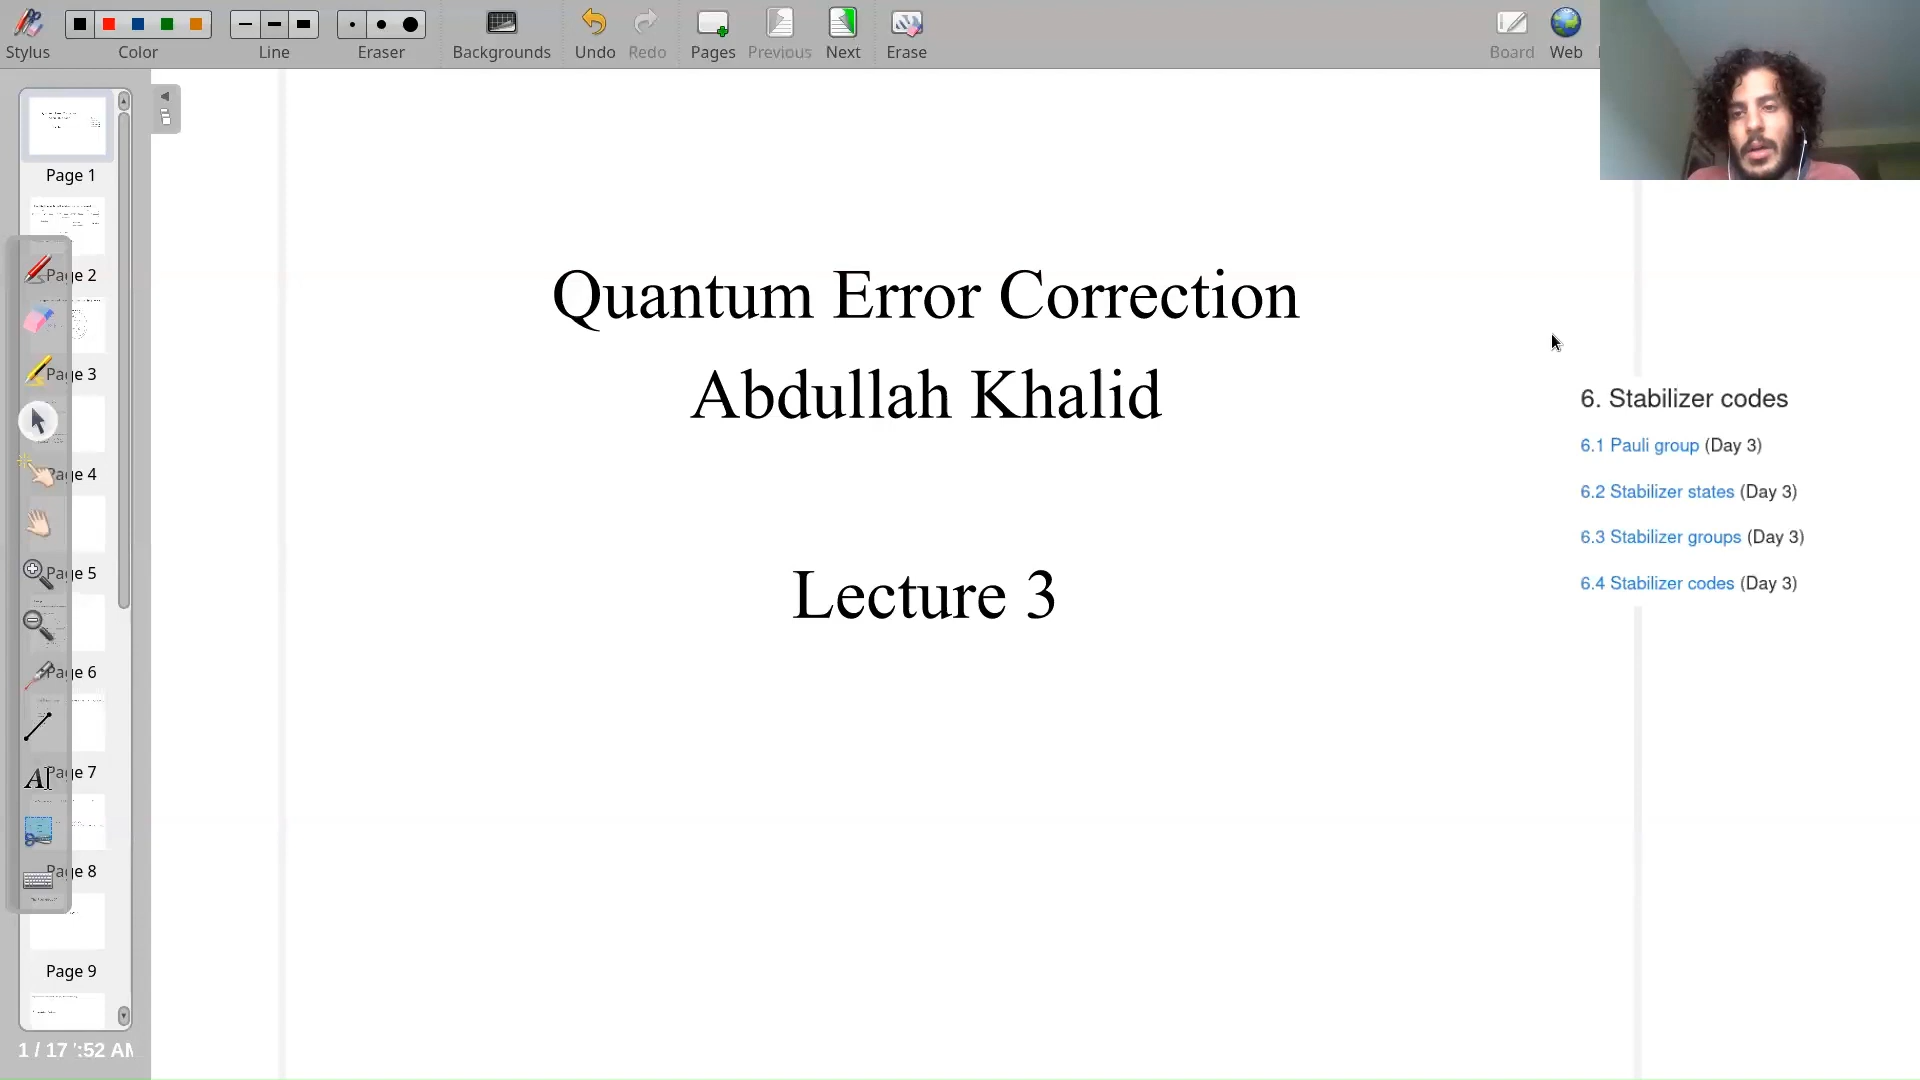 Stylus
Color
Line
Eraser
Backgrounds
Undo
Redo
Pages
Previous
Next
Erase
Board
Web
Page 1
Page 2
Page 3
Page 4
Page 5
Page 6
Page 7
Page 8
Page 9
1 / 17
Quantum Error Correction
Abdullah Khalid
Lecture 3
6. Stabilizer codes
6.1 Pauli group (Day 3)
6.2 Stabilizer states (Day 3)
6.3 Stabilizer groups (Day 3)
6.4 Stabilizer codes (Day 3)